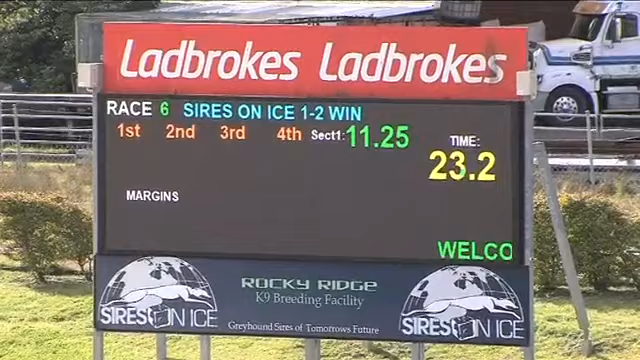 Ladbrokes Ladbrokes
RACE 6 SIRES ON ICE 1-2 WIN
1st 2nd 3rd 4th Sect1: 11.25 TIME:
23.2
MARGINS
WELCO
SIRES ON ICE
ROCKY RIDGE
K9 Breeding Facility
Greyhound Sires of Tomorrows Future
SIRES ON ICE